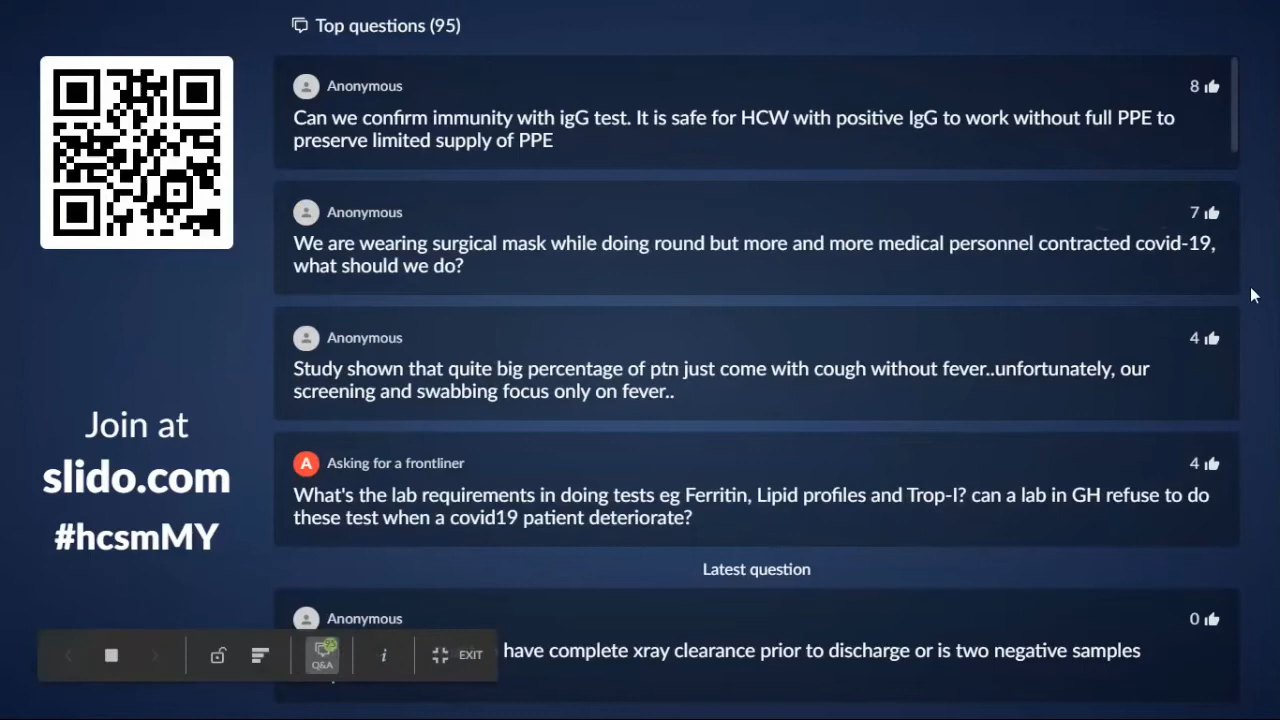 Top questions (95)
Anonymous
8
Can we confirm immunity with igG test. It is safe for HCW with positive IgG to work without full PPE to
preserve limited supply of PPE
Anonymous
7
We are wearing surgical mask while doing round but more and more medical personnel contracted covid-19,
what should we do?
Anonymous
4
Study shown that quite big percentage of ptn just come with cough without fever..unfortunately, our
screening and swabbing focus only on fever..
A
Asking for a frontliner
4
What's the lab requirements in doing tests eg Ferritin, Lipid profiles and Trop-I? can a lab in GH refuse to do
these test when a covid19 patient deteriorate?
Latest question
Anonymous
0
have complete xray clearance prior to discharge or is two negative samples
Join at
slido.com
#hcsmMY
Q&A
i
EXIT